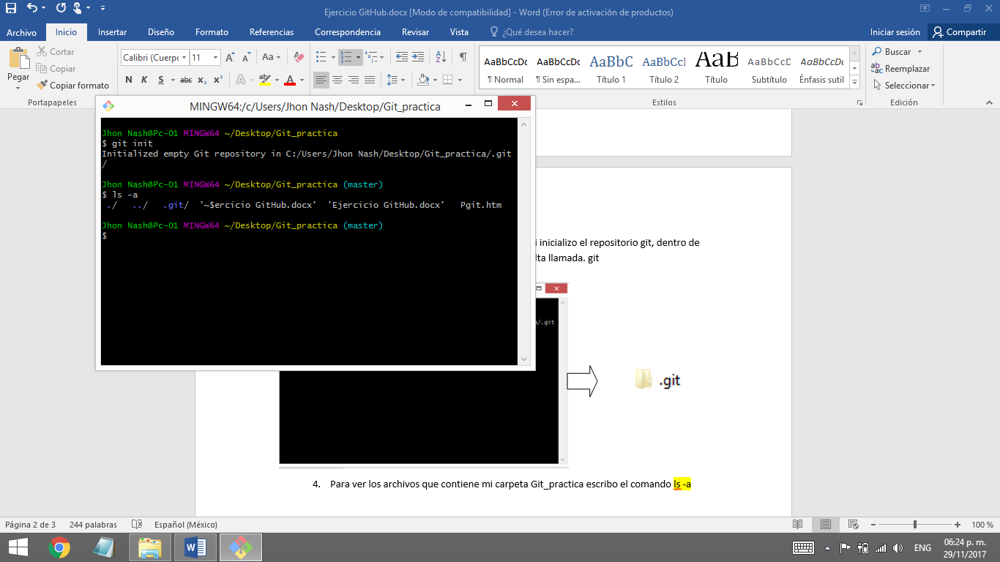 Ejercicio GitHub.docx [Modo de compatibilidad] - Word (Error de activación de productos)
Archivo Inicio Insertar Diseño Formato Referencias Correspondencia Revisar Vista ¿Qué desea hacer? Iniciar sesión Compartir
Pegar
Cortar
Copiar
Copiar formato
Portapapeles
Calibri (Cuerpo 11
Aa
N K S abc x₂ x² A ab A
AaBbCcDc AaBbCcDc AaBbC AaBbCcI AaB AaBbCcD AaBbCcDt
¶ Normal ¶ Sin espa... Título 1 Título 2 Título Subtítulo Énfasis sutil
Estilos
Buscar
Reemplazar
Seleccionar
Edición
MINGW64:/c/Users/Jhon Nash/Desktop/Git_practica
Jhon Nash@Pc-01 MINGW64 ~/Desktop/Git_practica
$ git init
Initialized empty Git repository in C:/Users/Jhon Nash/Desktop/Git_practica/.git
/
Jhon Nash@Pc-01 MINGW64 ~/Desktop/Git_practica (master)
$ ls -a
./ ../ .git/ '~$ercicio GitHub.docx' 'Ejercicio GitHub.docx' Pgit.htm
Jhon Nash@Pc-01 MINGW64 ~/Desktop/Git_practica (master)
$
i inicializo el repositorio git, dentro de
lta llamada. git
/.git
.git
4. Para ver los archivos que contiene mi carpeta Git_practica escribo el comando ls -a
Página 2 de 3 244 palabras Español (México) 100 %
ENG
06:24 p. m.
29/11/2017